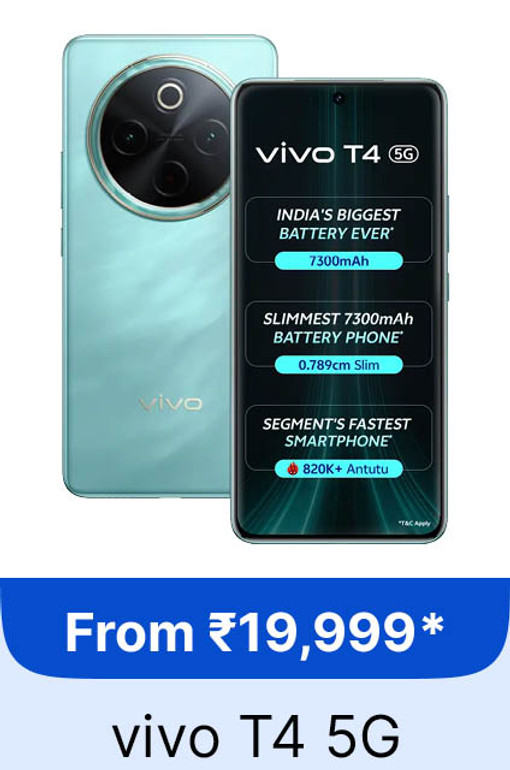 vivo
vivo T4 5G
INDIA'S BIGGEST
BATTERY EVER*
7300mAh
SLIMMEST 7300mAh
BATTERY PHONE*
0.789cm Slim
SEGMENT'S FASTEST
SMARTPHONE*
820K+ Antutu
*T&C Apply
From ₹19,999*
vivo T4 5G